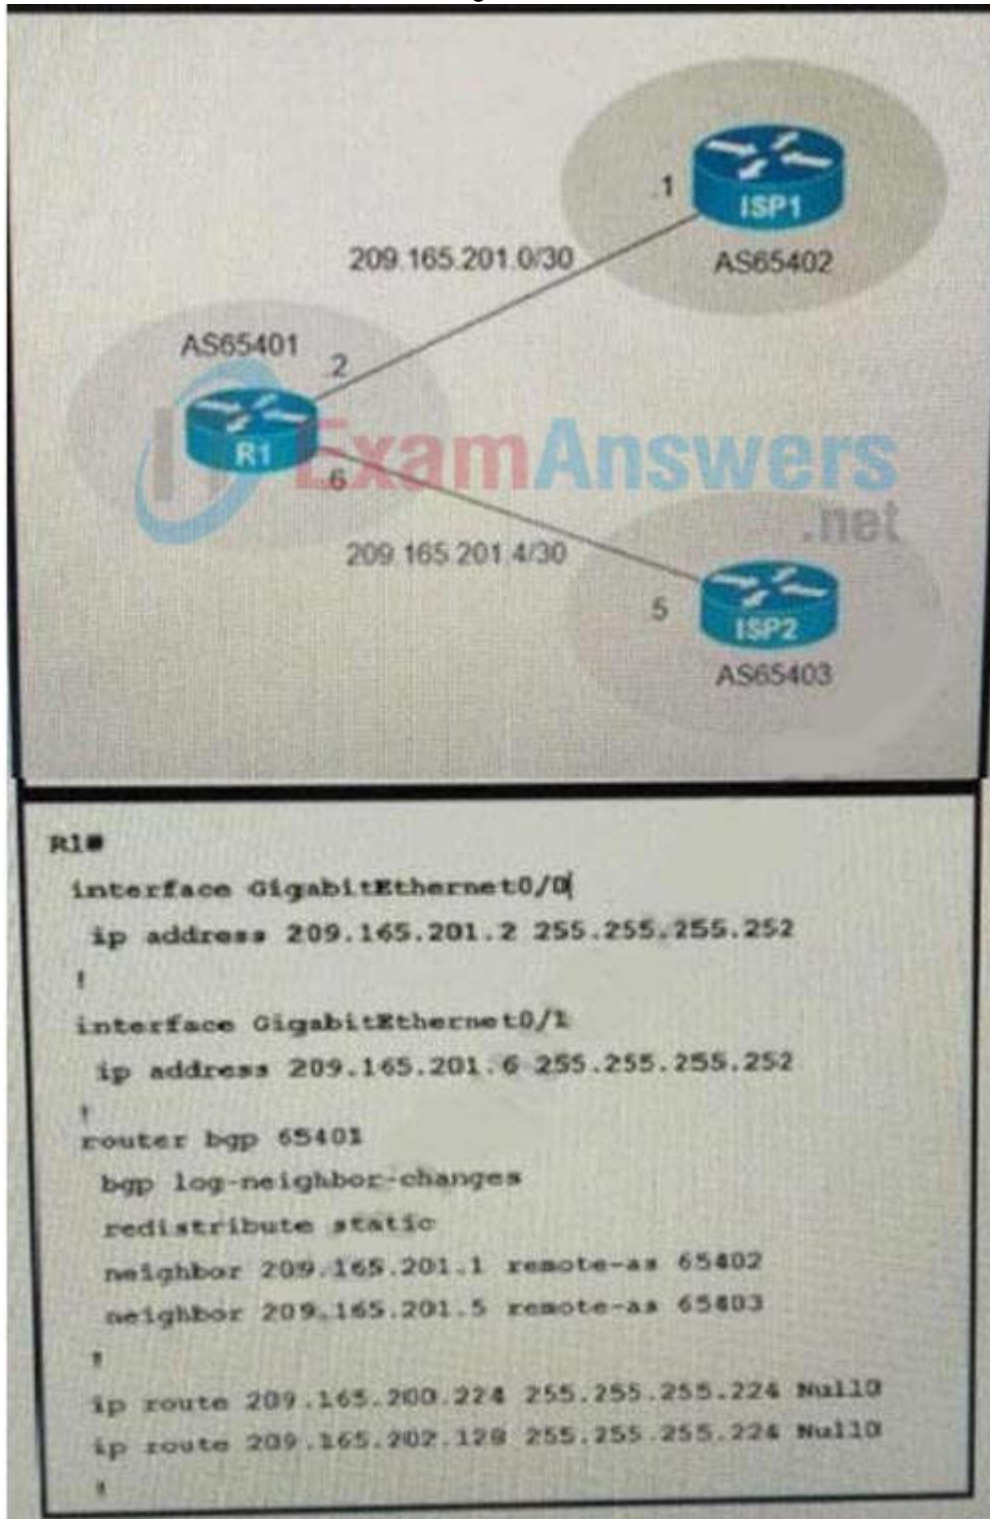 .1
ISP1
209.165.201.0/30
AS65402
AS65401
.2
R1
ExamAnswers
.net
.6
209.165.201.4/30
.5
ISP2
AS65403
R1#
interface GigabitEthernet0/0
ip address 209.165.201.2 255.255.255.252
!
interface GigabitEthernet0/1
ip address 209.165.201.6 255.255.255.252
!
router bgp 65401
bgp log-neighbor-changes
redistribute static
neighbor 209.165.201.1 remote-as 65402
neighbor 209.165.201.5 remote-as 65403
!
ip route 209.165.200.224 255.255.255.224 Null0
ip route 209.165.202.128 255.255.255.224 Null0
!